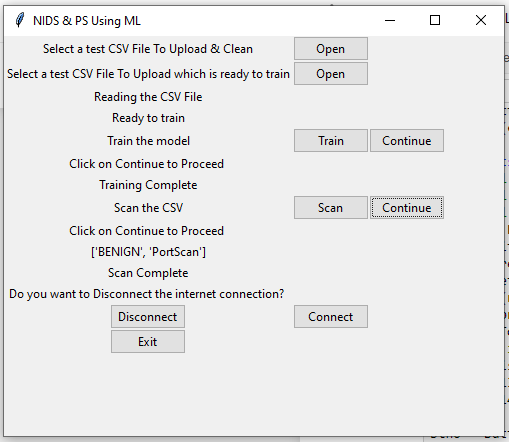 NIDS & PS Using ML
Select a test CSV File To Upload & Clean Open
Select a test CSV File To Upload which is ready to train Open
Reading the CSV File
Ready to train
Train the model Train Continue
Click on Continue to Proceed
Training Complete
Scan the CSV Scan Continue
Click on Continue to Proceed
['BENIGN', 'PortScan']
Scan Complete
Do you want to Disconnect the internet connection?
Disconnect Connect
Exit